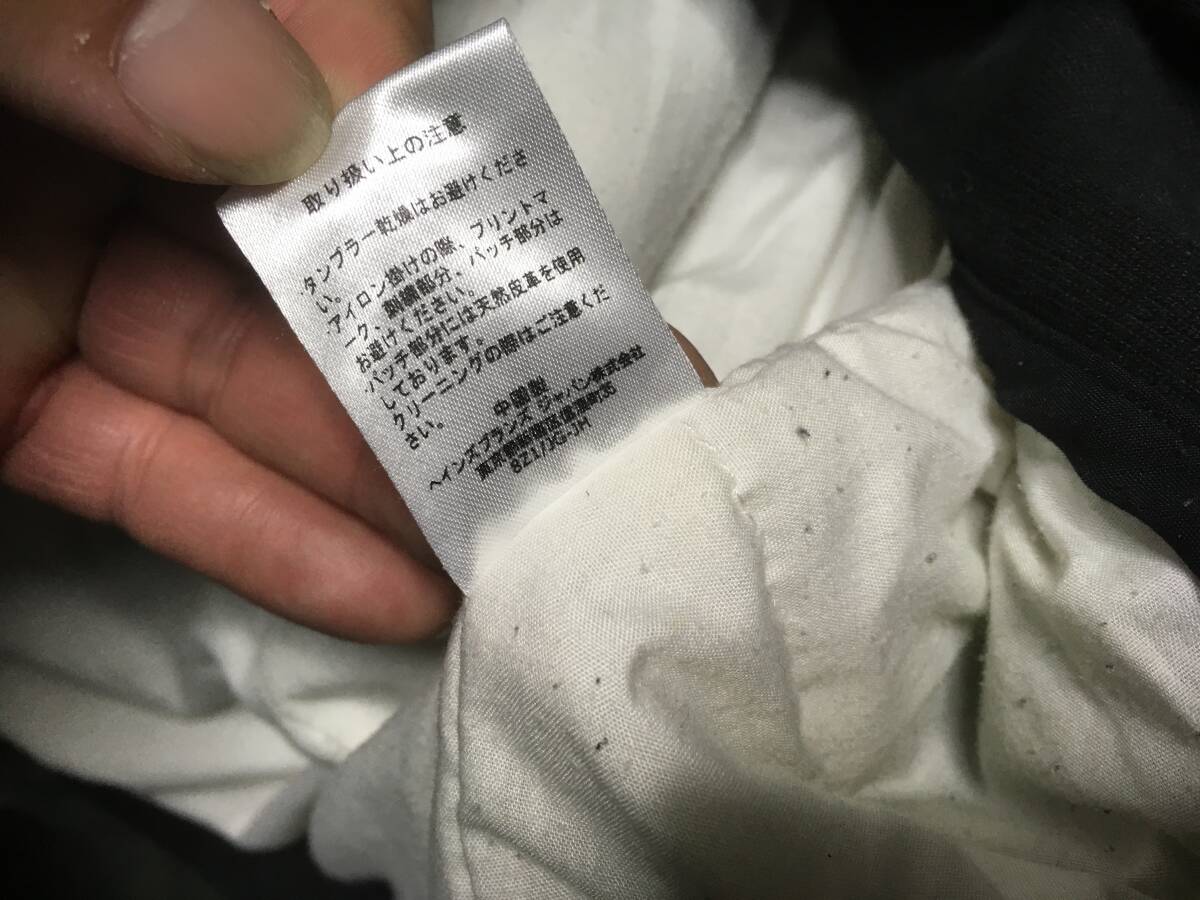 取り扱い上の注意
タンブラー乾燥はお避けくださ
い。
アイロン掛けの際、プリントマ
ーク、刺繍部分、パッチ部分は
お避けください。
パッチ部分には天然皮革を使用
しております。
クリーニングの際はご注意くだ
さい。
中国製
ヘインズブランズ ジャパン株式会社
SZ1/JG-JH